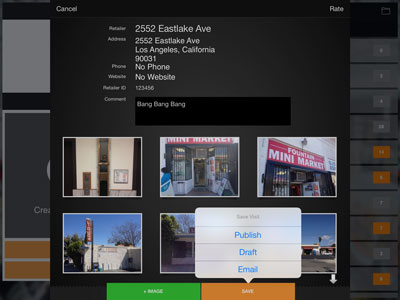 Cancel
Rate
Retailer 2552 Eastlake Ave
Address 2552 Eastlake Ave
Los Angeles, California
90031
Phone No Phone
Website No Website
Retailer ID 123456
Comment
Bang Bang Bang
MINI MARKET
FOUNTAIN
MINI MARKET
Crea
Save Visit
Publish
Draft
Email
+ IMAGE
SAVE